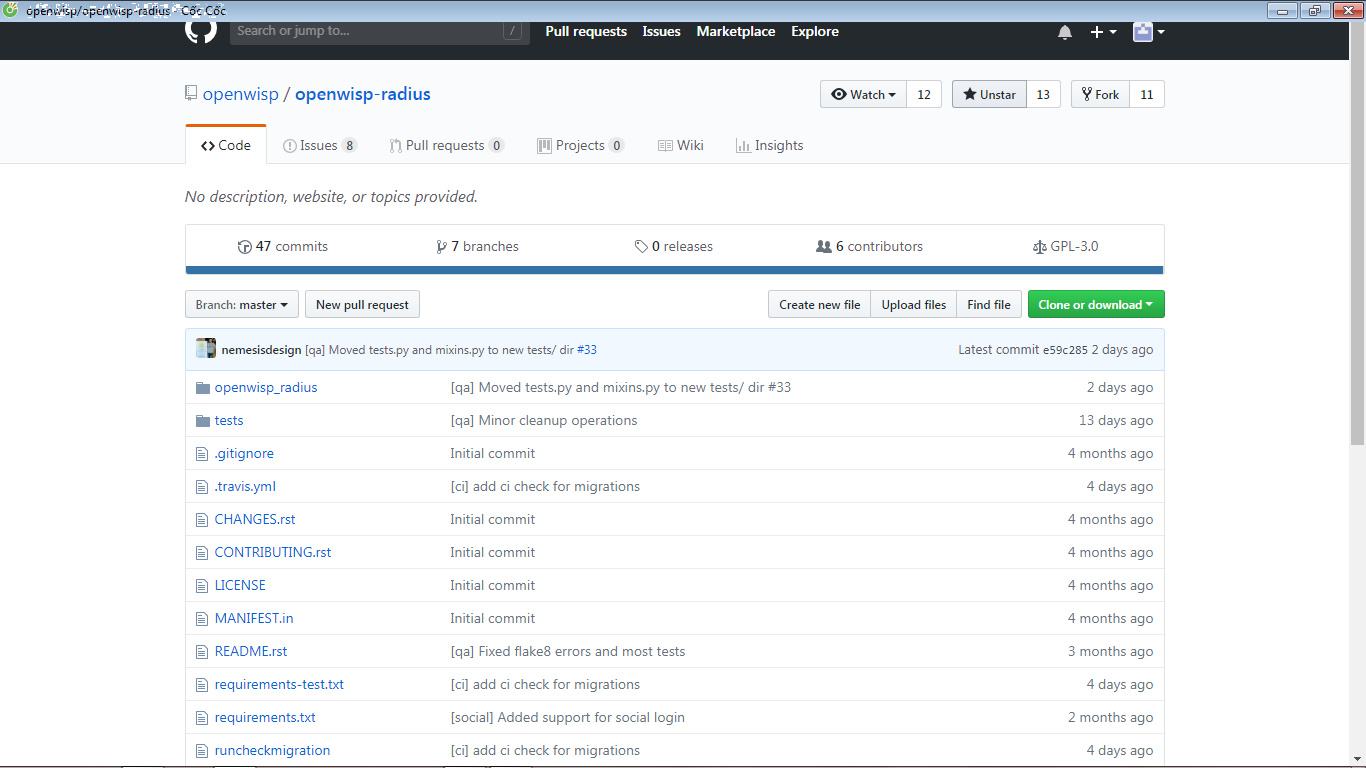 openwisp/openwisp-radius - Cốc Cốc
Search or jump to... /
Pull requests Issues Marketplace Explore
openwisp / openwisp-radius
Watch 12 Unstar 13 Fork 11
Code Issues 8 Pull requests 0 Projects 0 Wiki Insights
No description, website, or topics provided.
47 commits 7 branches 0 releases 6 contributors GPL-3.0
Branch: master New pull request Create new file Upload files Find file Clone or download
nemesisdesign [qa] Moved tests.py and mixins.py to new tests/ dir #33 Latest commit e59c285 2 days ago
openwisp_radius [qa] Moved tests.py and mixins.py to new tests/ dir #33 2 days ago
tests [qa] Minor cleanup operations 13 days ago
.gitignore Initial commit 4 months ago
.travis.yml [ci] add ci check for migrations 4 days ago
CHANGES.rst Initial commit 4 months ago
CONTRIBUTING.rst Initial commit 4 months ago
LICENSE Initial commit 4 months ago
MANIFEST.in Initial commit 4 months ago
README.rst [qa] Fixed flake8 errors and most tests 3 months ago
requirements-test.txt [ci] add ci check for migrations 4 days ago
requirements.txt [social] Added support for social login 2 months ago
runcheckmigration [ci] add ci check for migrations 4 days ago